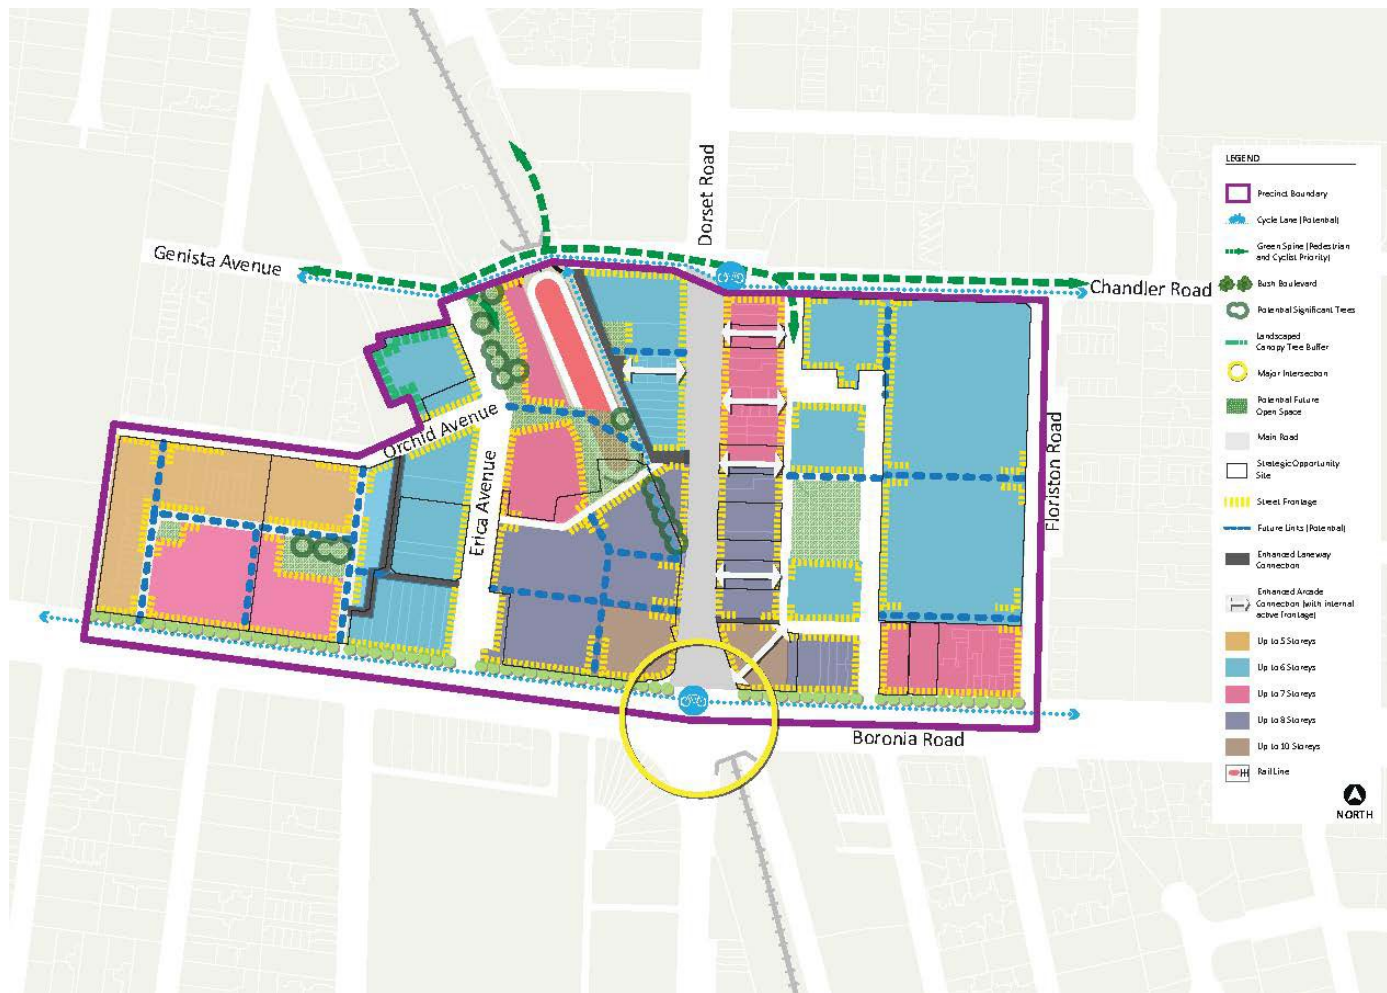 Dorset Road
Genista Avenue
Chandler Road
Orchid Avenue
Erica Avenue
Floriston Road
Boronia Road
LEGEND
Precinct Boundary
Cycle Lane (Potential)
Green Spine (Pedestrian
and Cyclist Priority)
Bush Boulevard
Potential Significant Trees
Landscaped
Canopy Tree Buffer
Major Intersection
Potential Future
Open Space
Main Road
Strategic Opportunity
Site
Street Frontage
Future Links (Potential)
Enhanced Laneway
Connection
Enhanced Arcade
Connection (with internal
active frontage)
Up to 5 Storeys
Up to 6 Storeys
Up to 7 Storeys
Up to 8 Storeys
Up to 10 Storeys
Rail Line
NORTH